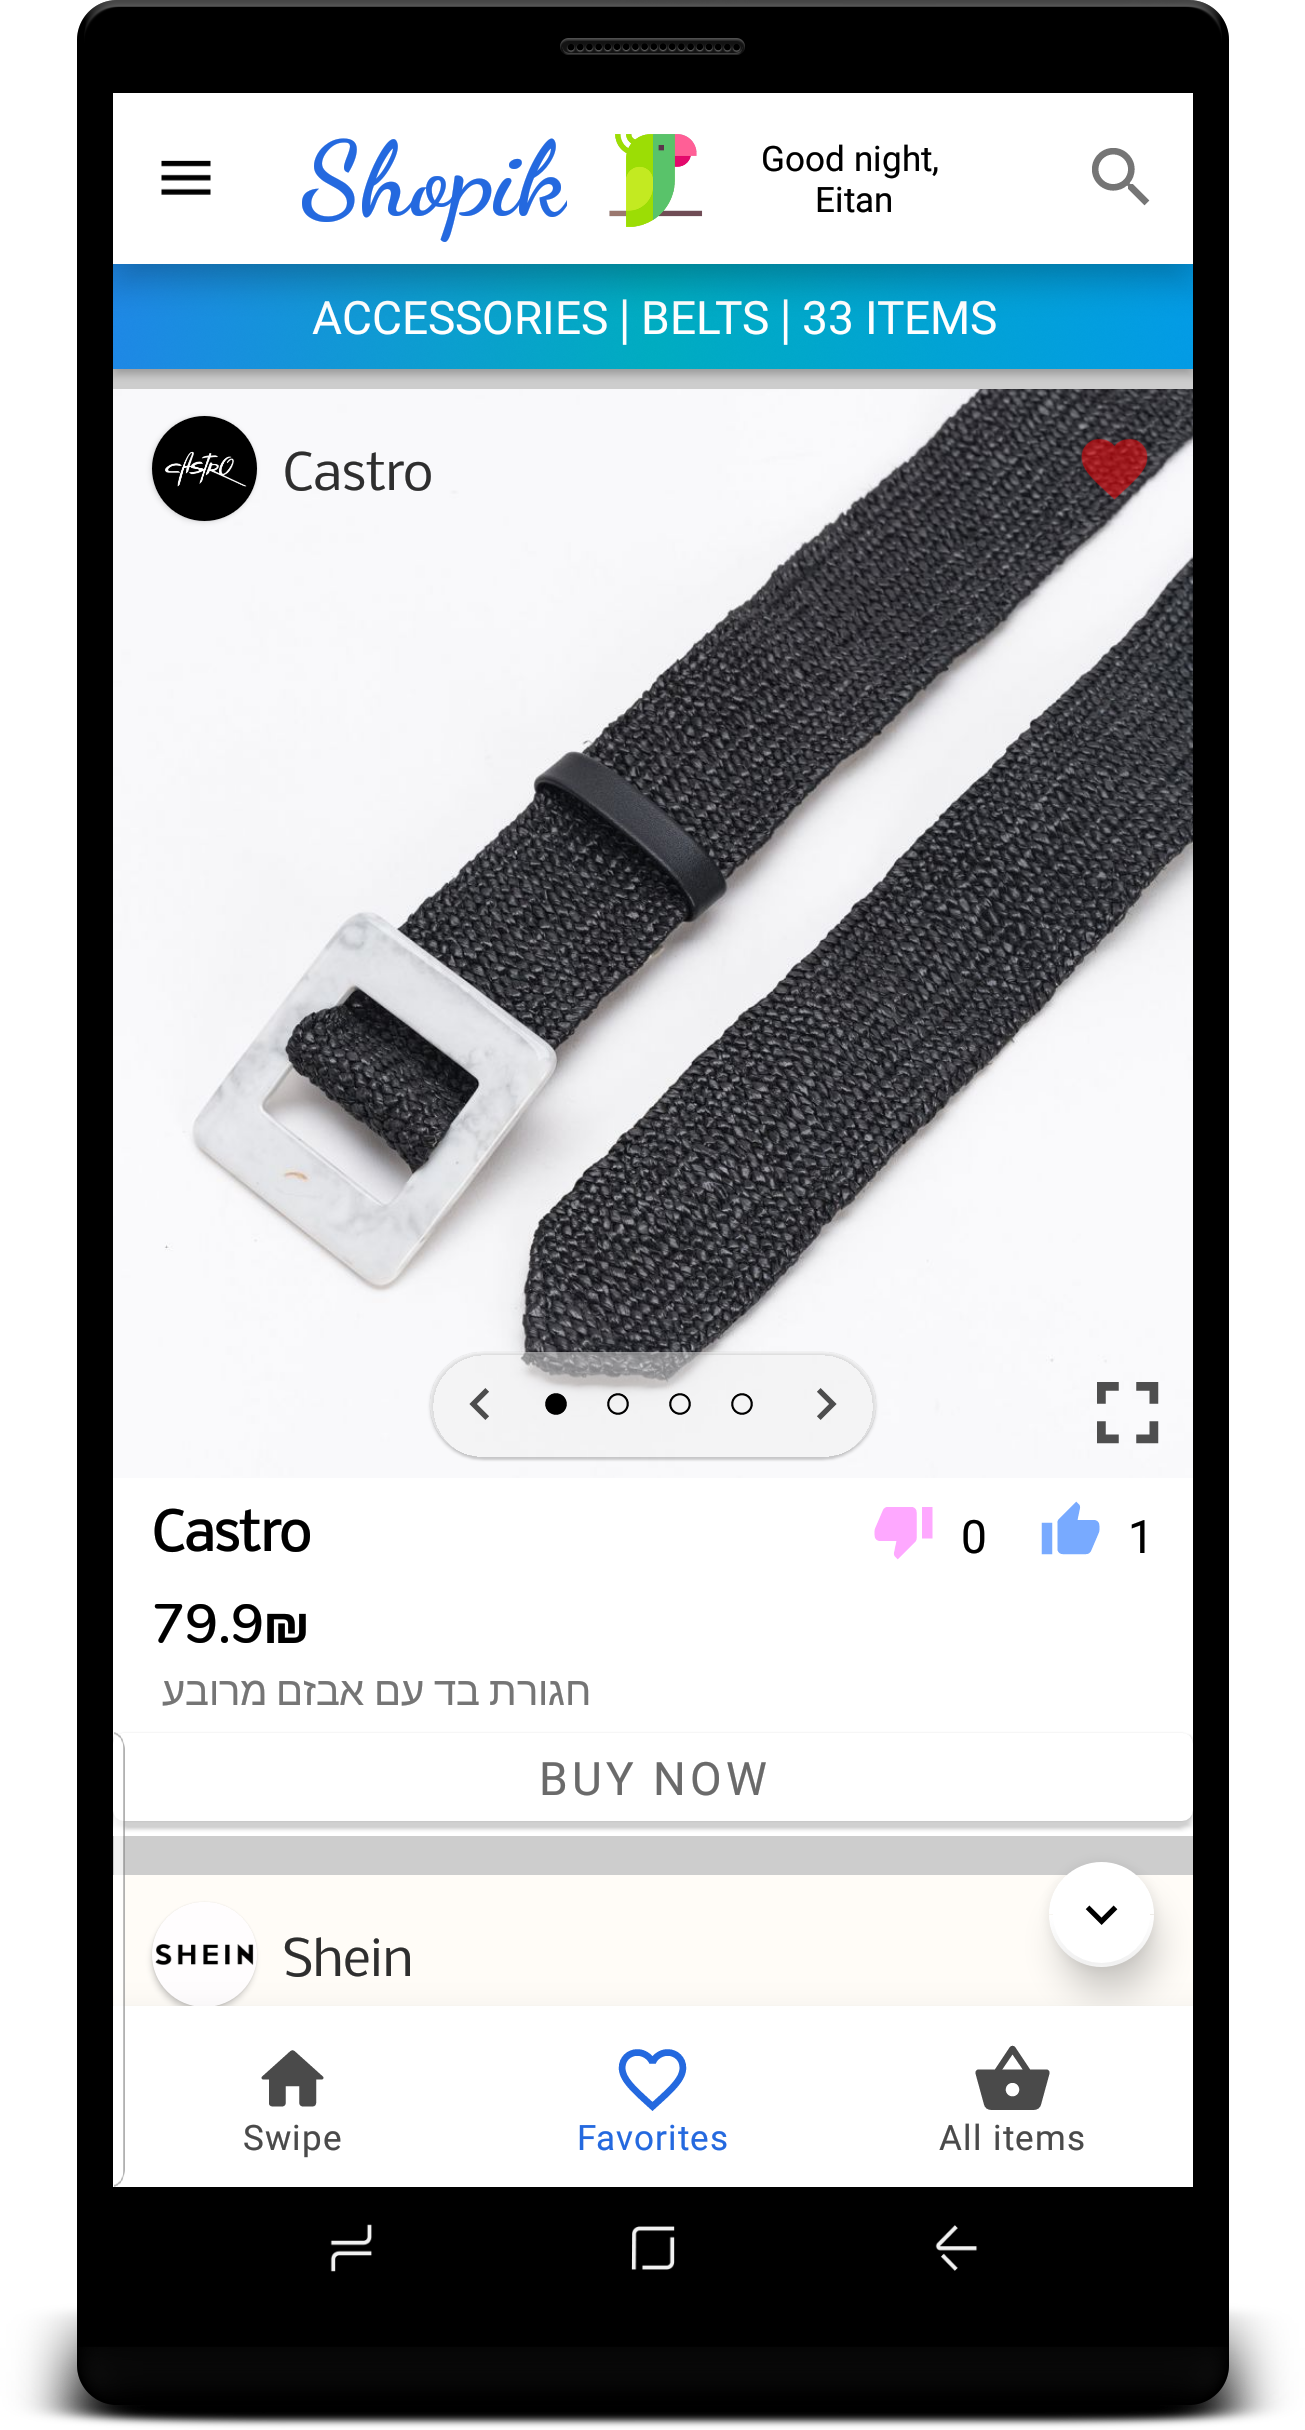 Shopik
Good night,
Eitan
ACCESSORIES | BELTS | 33 ITEMS
CASTRO
Castro
Castro
0
1
79.9₪
חגורת בד עם אבזם מרובע
BUY NOW
SHEIN
Shein
Swipe
Favorites
All items